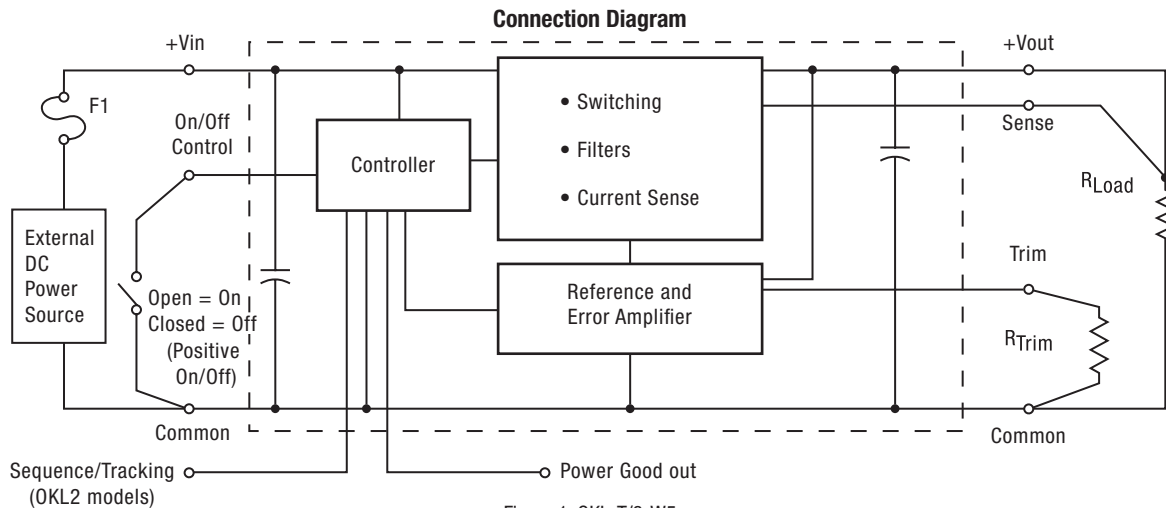 Connection Diagram
+Vin
+Vout
F1
On/Off
Control
Controller
• Switching
• Filters
• Current Sense
Sense
RLoad
External
DC
Power
Source
Open = On
Closed = Off
(Positive
On/Off)
Reference and
Error Amplifier
Trim
RTrim
Common
Common
Sequence/Tracking
(OKL2 models)
Power Good out